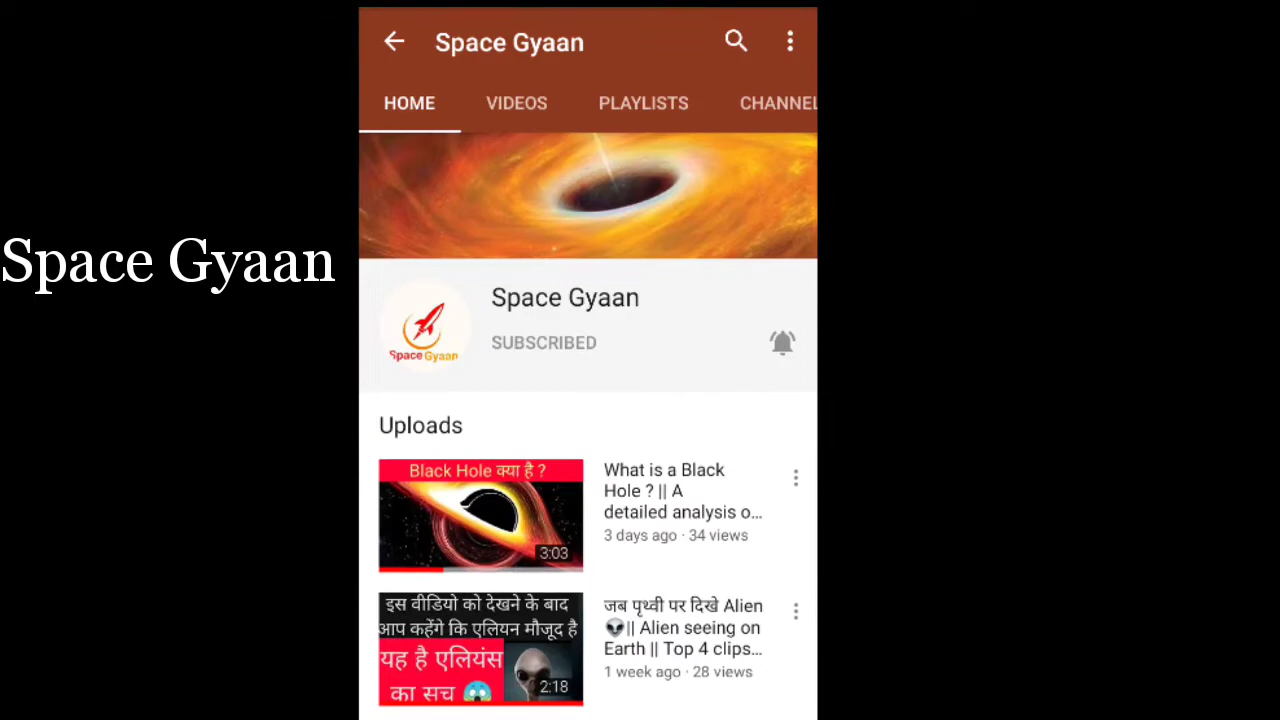 Space Gyaan
HOME VIDEOS PLAYLISTS CHANNEL
Space Gyaan
Space Gyaan
Space Gyaan
SUBSCRIBED
Uploads
Black Hole क्या है ?
3:03
What is a Black
Hole ? || A
detailed analysis o...
3 days ago · 34 views
इस वीडियो को देखने के बाद
आप कहेंगे कि एलियन मौजूद है
यह है एलियंस
का सच 😱
2:18
जब पृथ्वी पर दिखे Alien
👽|| Alien seeing on
Earth || Top 4 clips...
1 week ago · 28 views